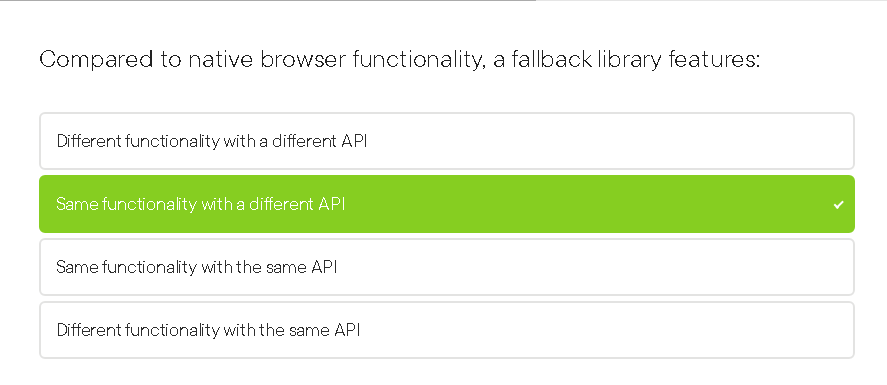 Compared to native browser functionality, a fallback library features:
Different functionality with a different API
Same functionality with a different API
Same functionality with the same API
Different functionality with the same API